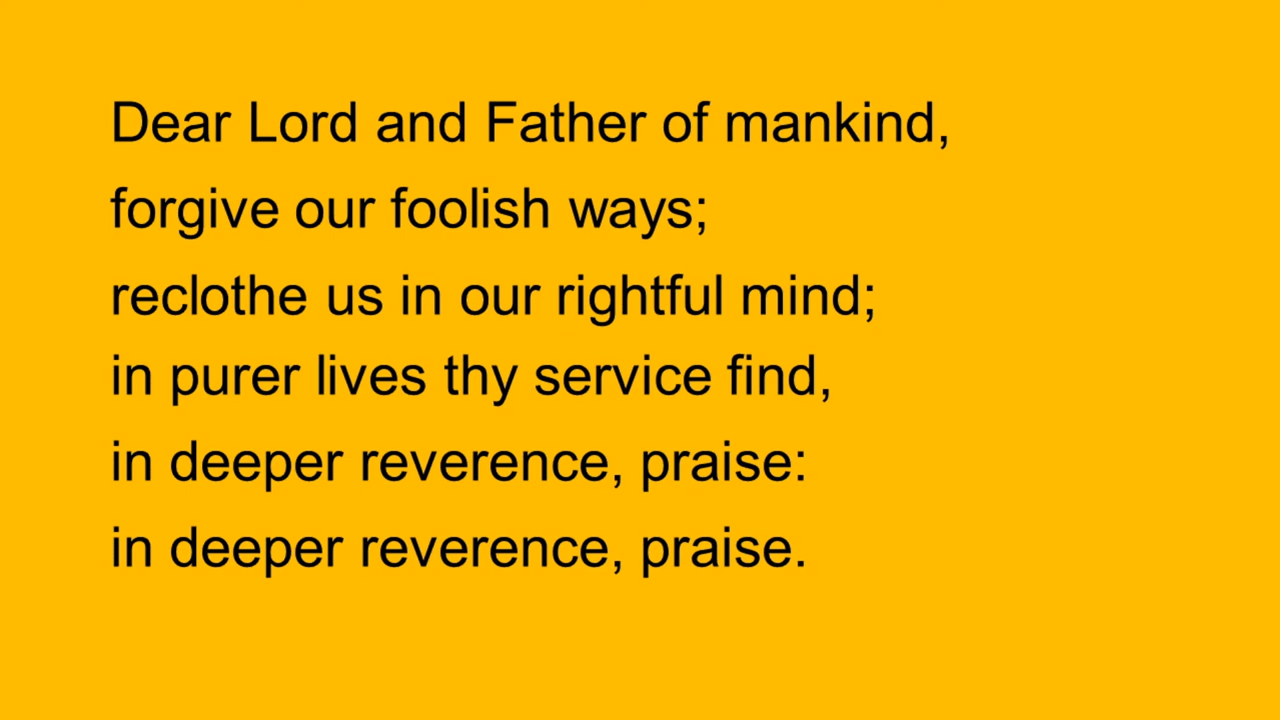 Dear Lord and Father of mankind,
forgive our foolish ways;
reclothe us in our rightful mind;
in purer lives thy service find,
in deeper reverence, praise:
in deeper reverence, praise.